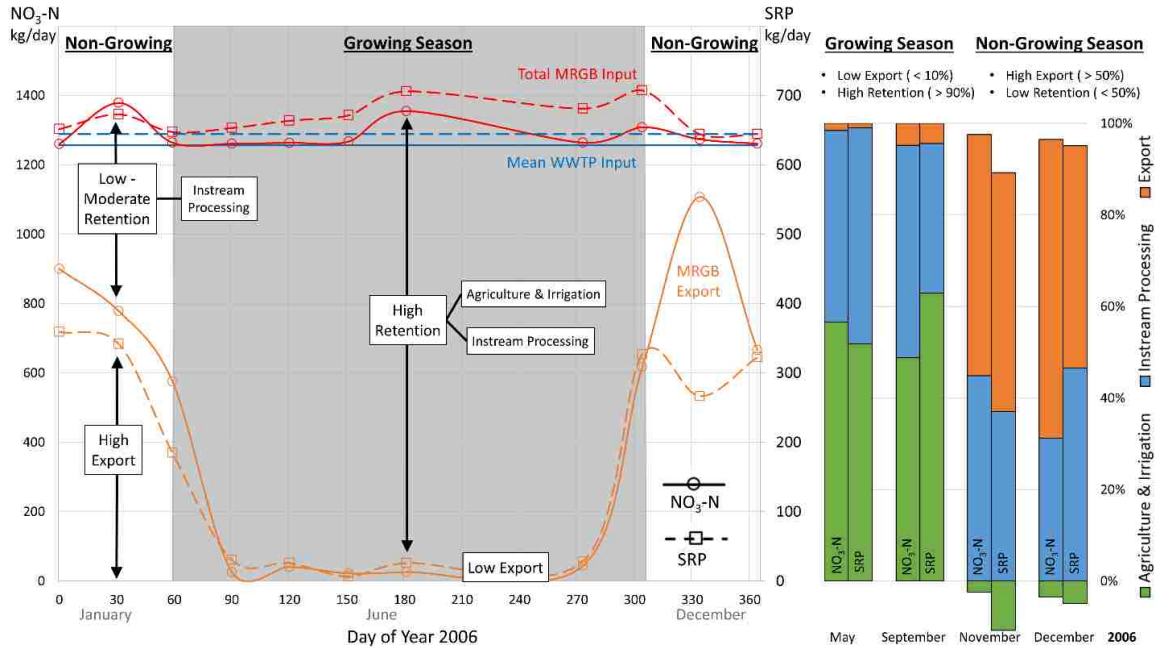 NO3-N
kg/day
SRP
kg/day
Non-Growing
Growing Season
Non-Growing
Total MRGB Input
Mean WWTP Input
Low -
Moderate
Retention
Instream
Processing
High
Export
High
Retention
Agriculture & Irrigation
Instream Processing
MRGB
Export
Low Export
NO3-N
SRP
1400
1200
1000
800
600
400
200
0
700
600
500
400
300
200
100
0
0 30 60 90 120 150 180 210 240 270 300 330 360
January June December
Day of Year 2006
Growing Season
Non-Growing Season
• Low Export ( < 10%)
• High Retention ( > 90%)
• High Export ( > 50%)
• Low Retention ( < 50%)
100%
80%
60%
40%
20%
0%
NO3-N SRP NO3-N SRP NO3-N SRP NO3-N SRP
May September November December 2006
Export
Instream Processing
Agriculture & Irrigation